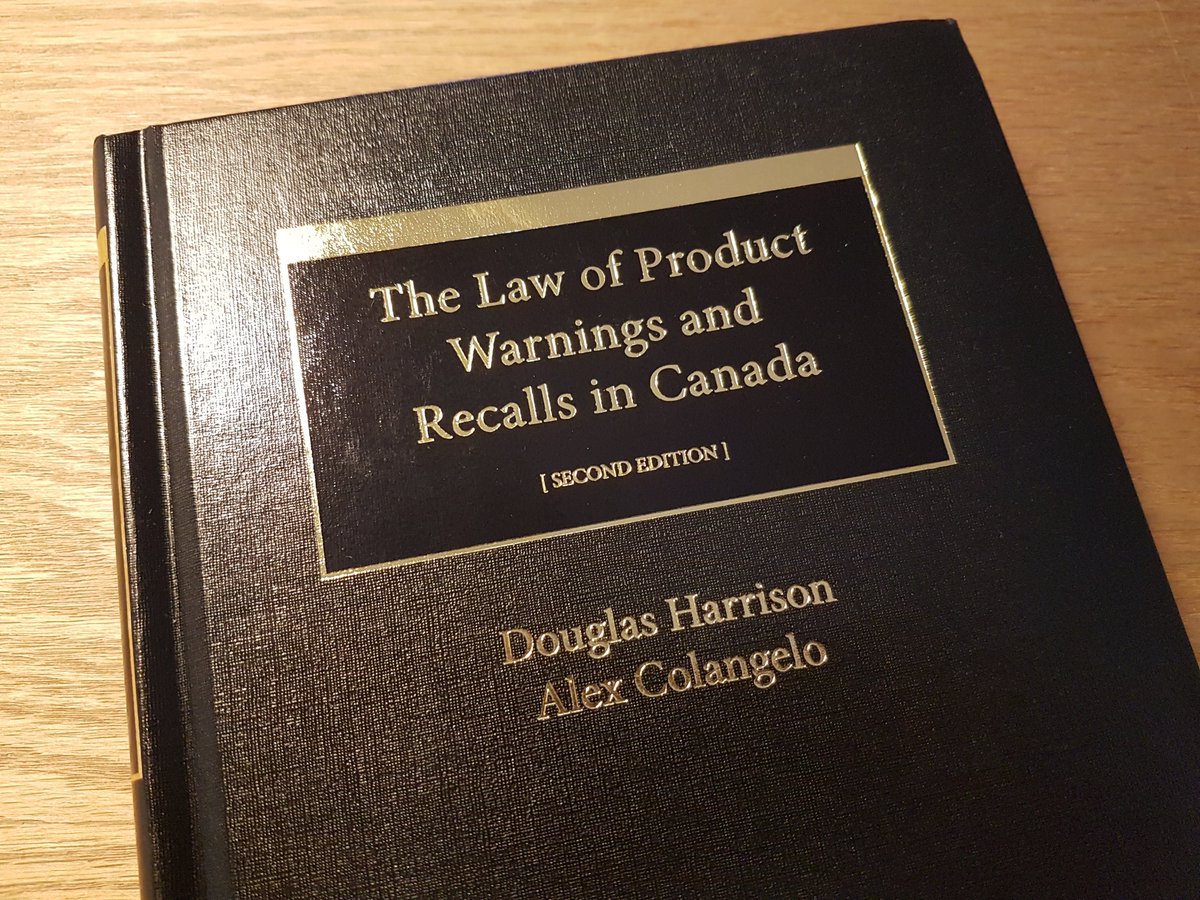 The Law of Product
Warnings and
Recalls in Canada
[ SECOND EDITION ]
Douglas Harrison
Alex Colangelo